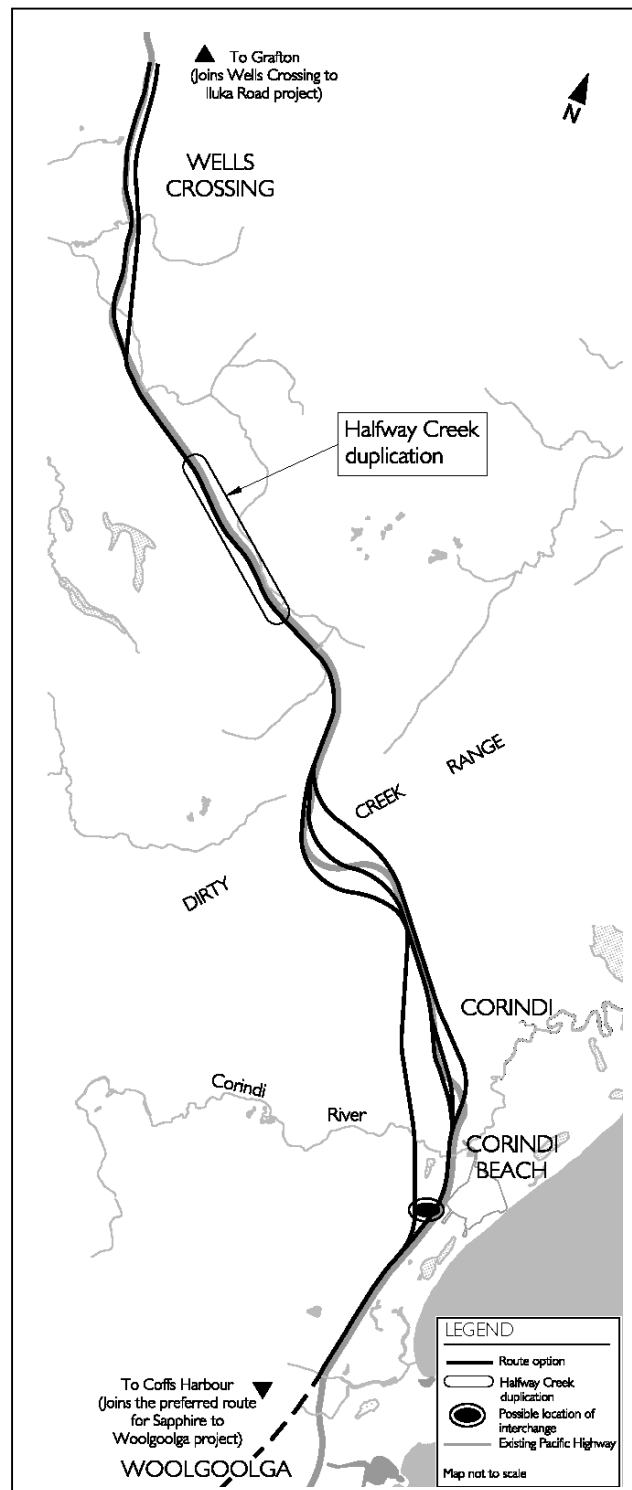 To Grafton
(Joins Wells Crossing to
Iluka Road project)
N
WELLS
CROSSING
Halfway Creek
duplication
RANGE
CREEK
DIRTY
CORINDI
Corindi
River
CORINDI
BEACH
To Coffs Harbour
(Joins the preferred route
for Sapphire to
Woolgoolga project)
WOOLGOOLGA
LEGEND
Route option
Halfway Creek
duplication
Possible location of
interchange
Existing Pacific Highway
Map not to scale